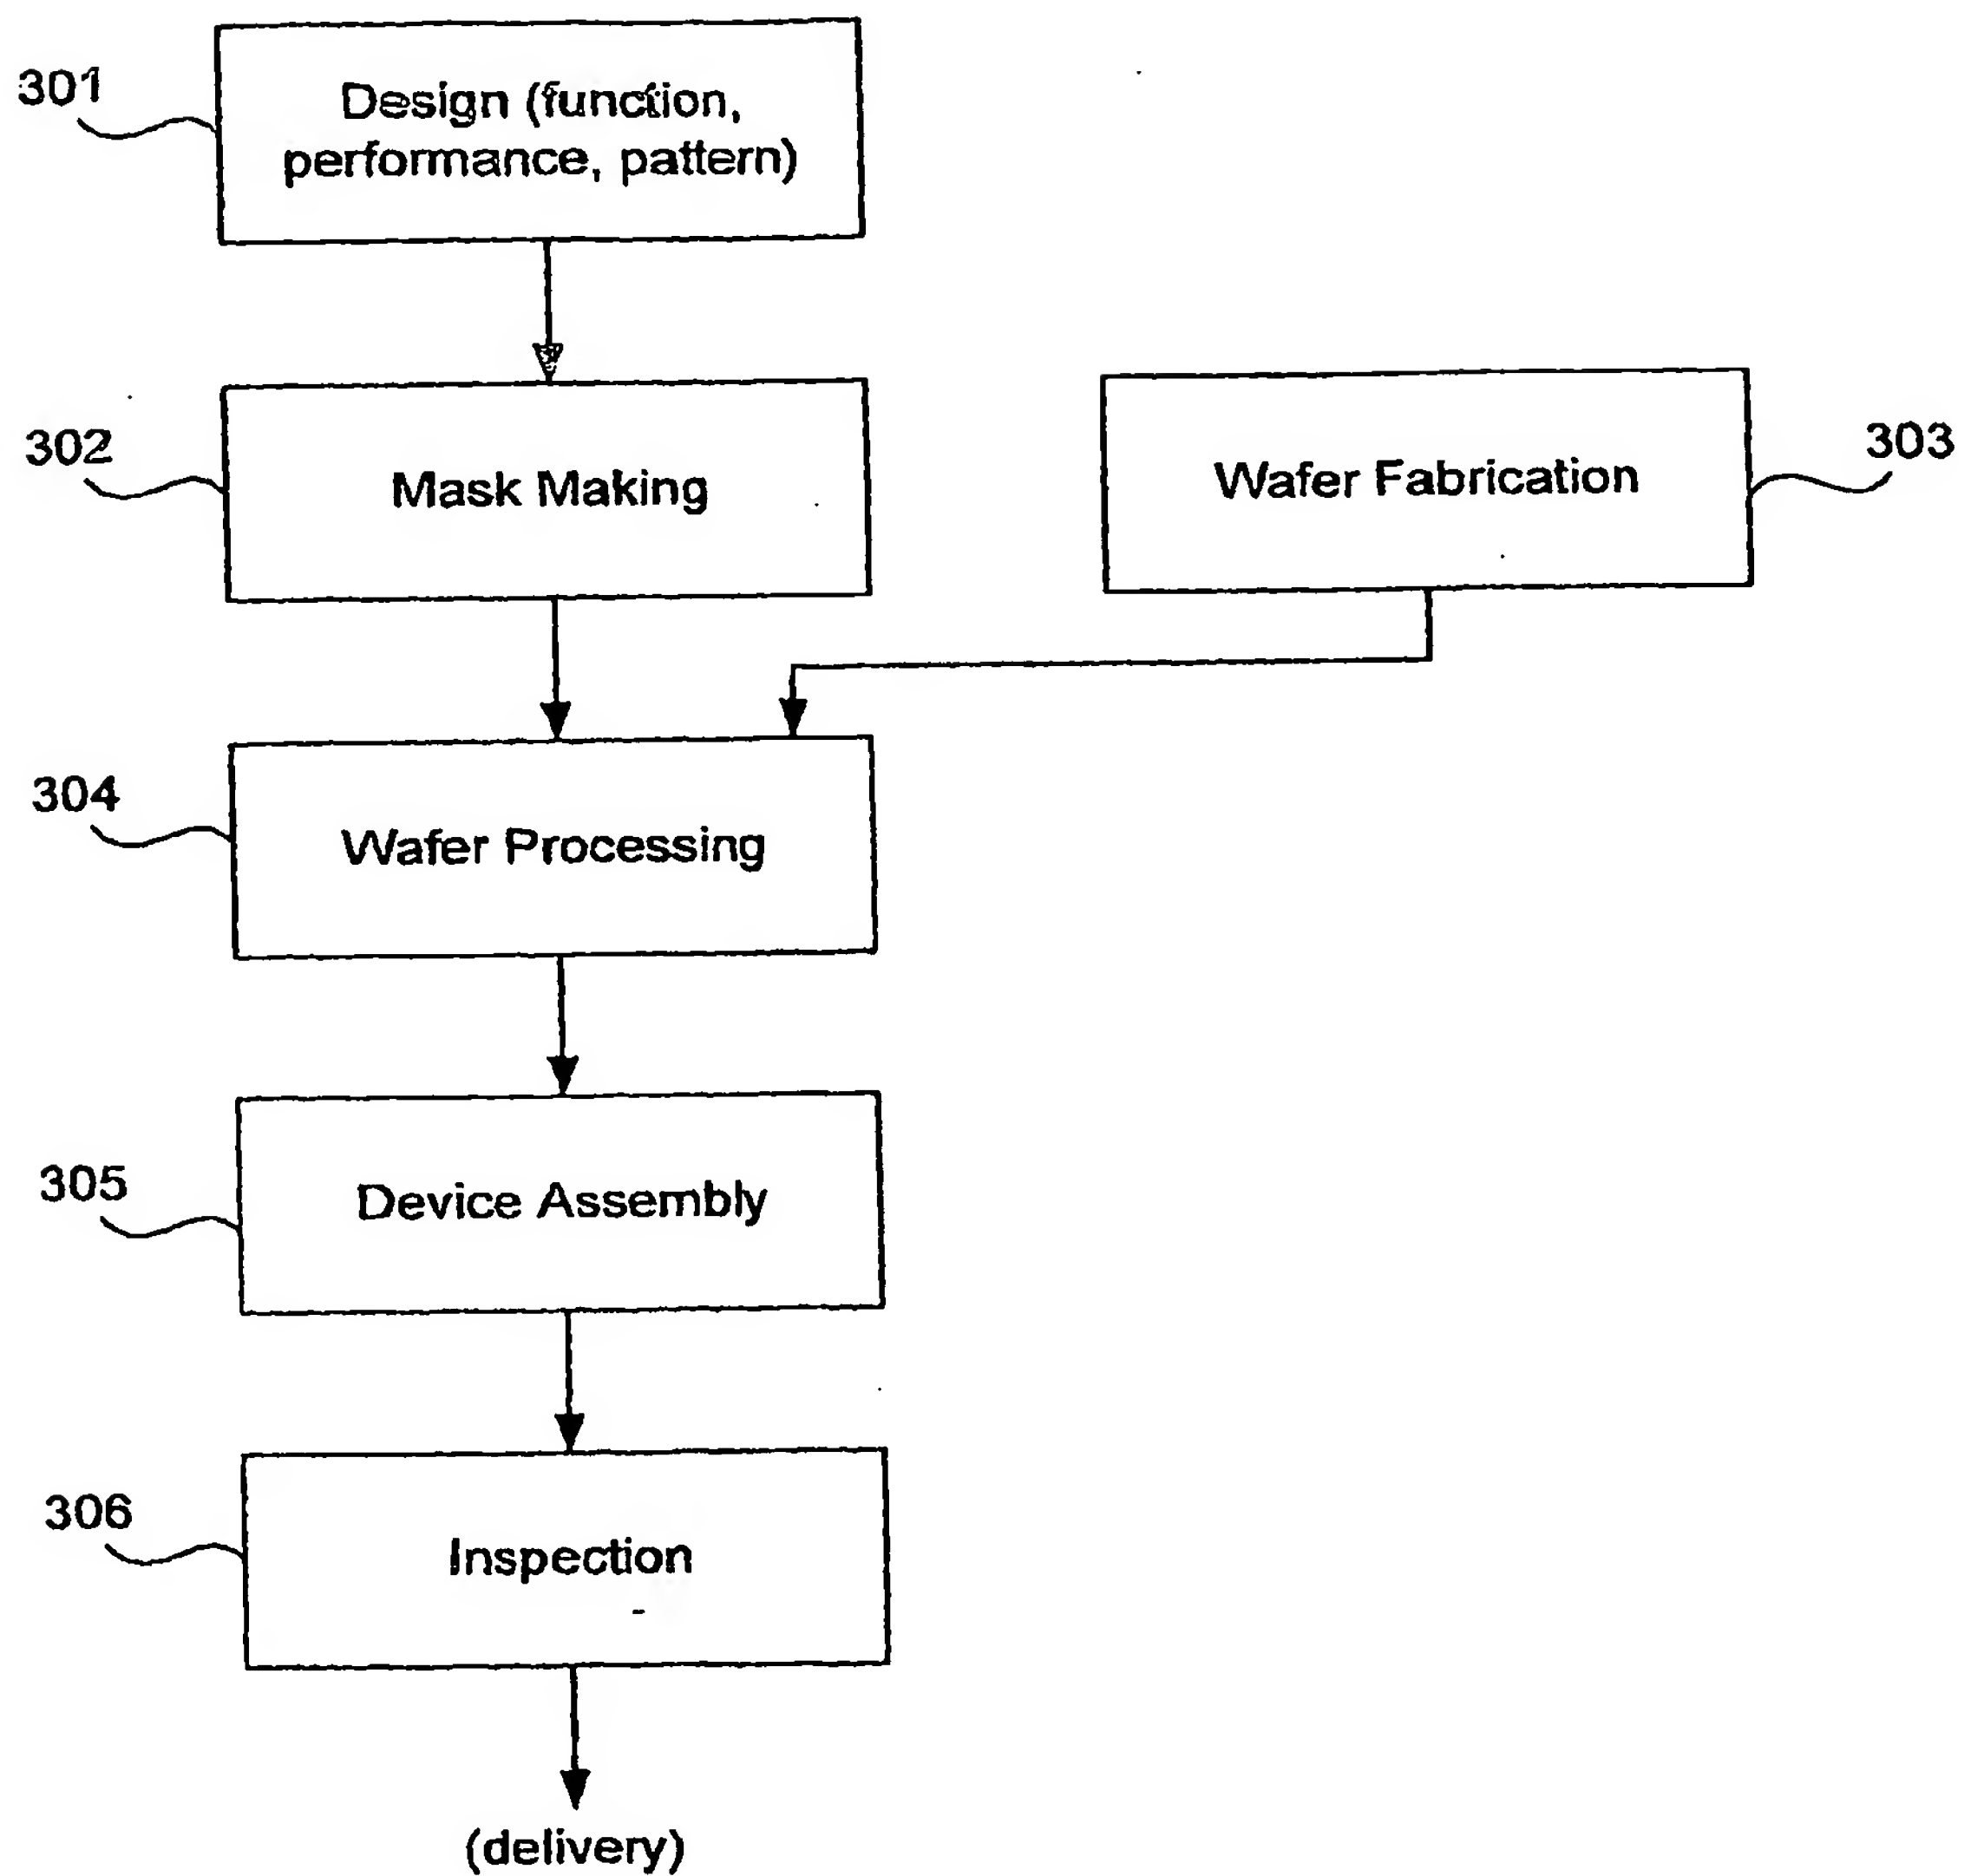 301
Design (function,
performance, pattern)
302
Mask Making
Wafer Fabrication
303
304
Wafer Processing
305
Device Assembly
306
Inspection
(delivery)